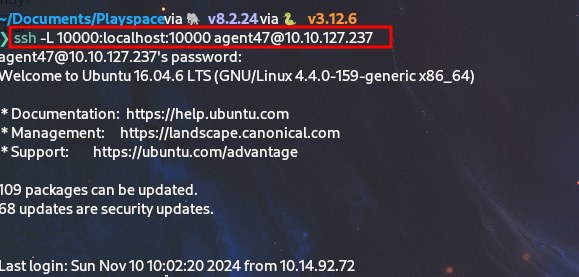 ~/Documents/Playspace via 🐘 v8.2.24 via 🐍 v3.12.6
❯ ssh -L 10000:localhost:10000 agent47@10.10.127.237
agent47@10.10.127.237's password:
Welcome to Ubuntu 16.04.6 LTS (GNU/Linux 4.4.0-159-generic x86_64)
* Documentation: https://help.ubuntu.com
* Management: https://landscape.canonical.com
* Support: https://ubuntu.com/advantage
109 packages can be updated.
68 updates are security updates.
Last login: Sun Nov 10 10:02:20 2024 from 10.14.92.72